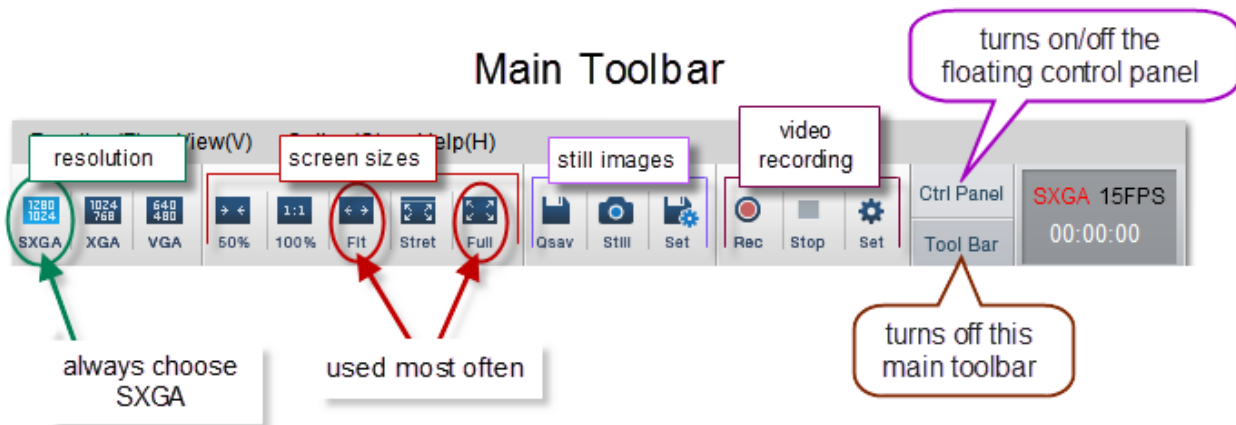 Main Toolbar
turns on/off the
floating control panel
View(V)
Help(H)
resolution
screen sizes
still images
video
recording
1280
1024
SXGA
1024
768
XGA
640
480
VGA
50%
1:1
100%
Fit
Stret
Full
Qsav
Still
Set
Rec
Stop
Set
Ctrl Panel
Tool Bar
SXGA 15FPS
00:00:00
always choose
SXGA
used most often
turns off this
main toolbar